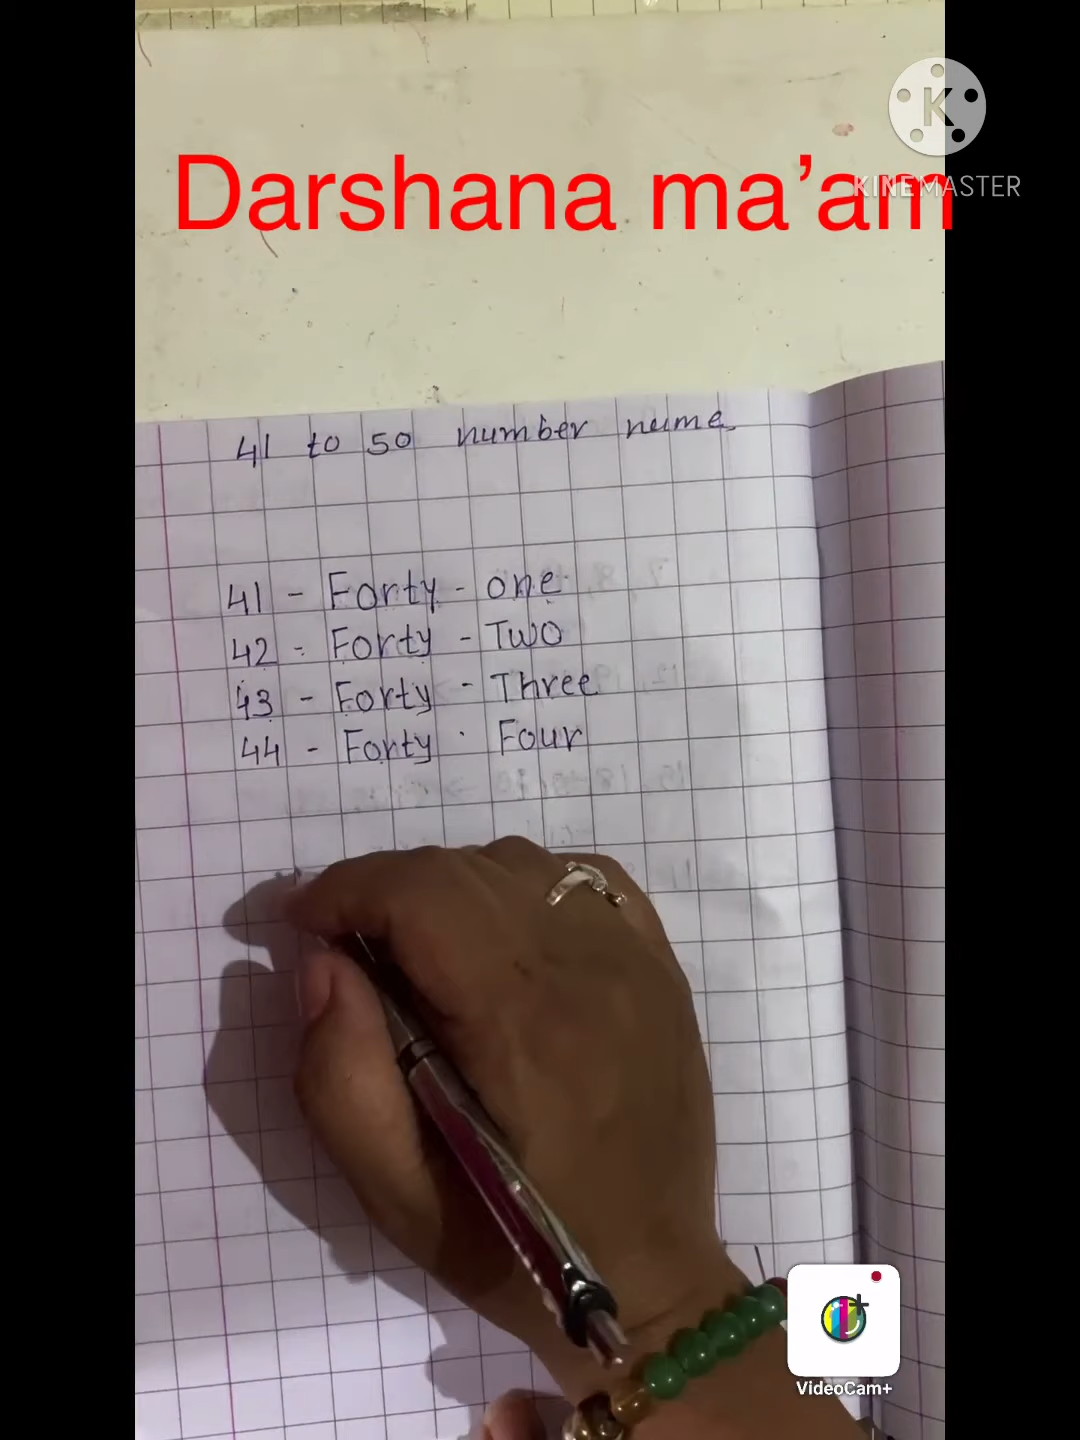 KINEMASTER
Darshana ma’am
41 to 50 number name
41 - Forty - one
42 - Forty - Two
43 - Forty - Three
44 - Forty - Four
VideoCam+